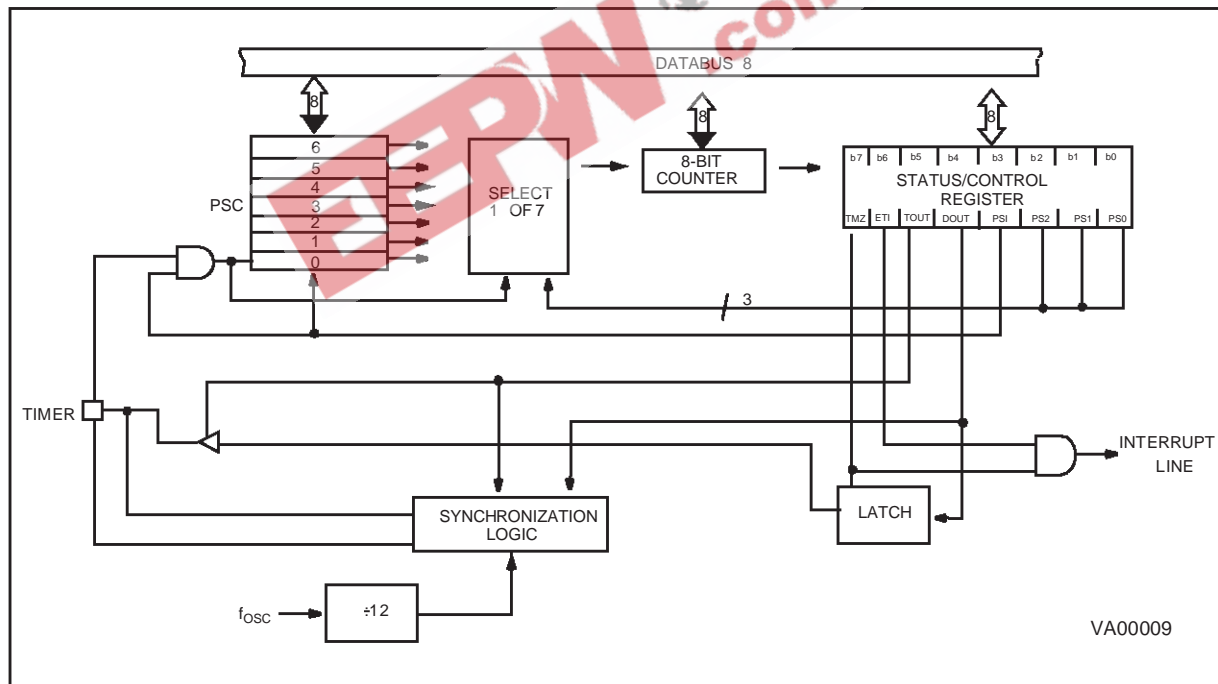 EEPW.com
DATABUS 8
8
8
8
6
5
4
3
2
1
0
PSC
SELECT
1 OF 7
8-BIT
COUNTER
b7 b6 b5 b4 b3 b2 b1 b0
STATUS/CONTROL
REGISTER
TMZ ETI TOUT DOUT PSI PS2 PS1 PS0
3
TIMER
INTERRUPT
LINE
SYNCHRONIZATION
LOGIC
LATCH
fOSC
÷12
VA00009